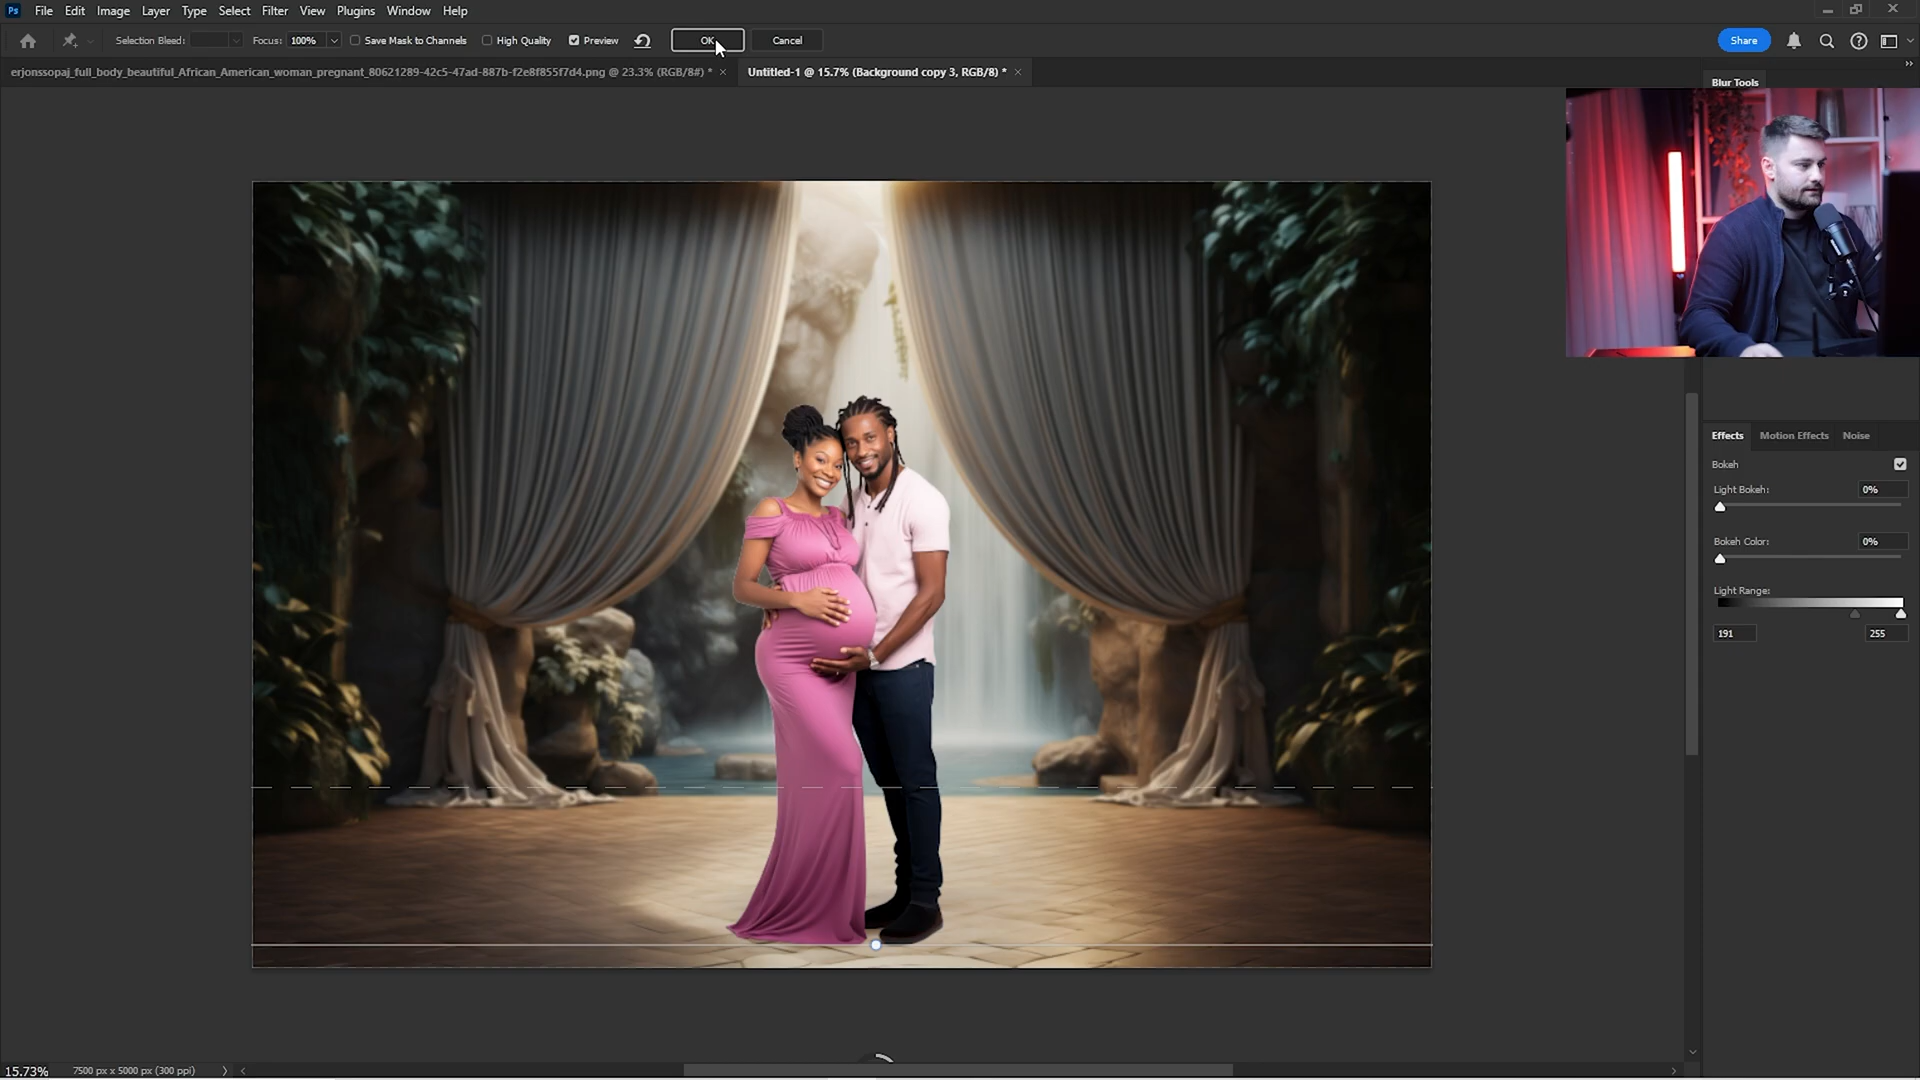 Ps File Edit Image Layer Type Select Filter View Plugins Window Help
Selection Bleed: Focus: 100% Save Mask to Channels High Quality Preview OK Cancel Share
erjonssopaj_full_body_beautiful_African_American_woman_pregnant_80621289-42c5-47ad-887b-f2e8f855f7d4.png @ 23.3% (RGB/8#) * × Untitled-1 @ 15.7% (Background copy 3, RGB/8) * ×
Blur Tools
Effects Motion Effects Noise
Bokeh
Light Bokeh: 0%
Bokeh Color: 0%
Light Range:
191 255
15.73% 7500 px x 5000 px (300 ppi)